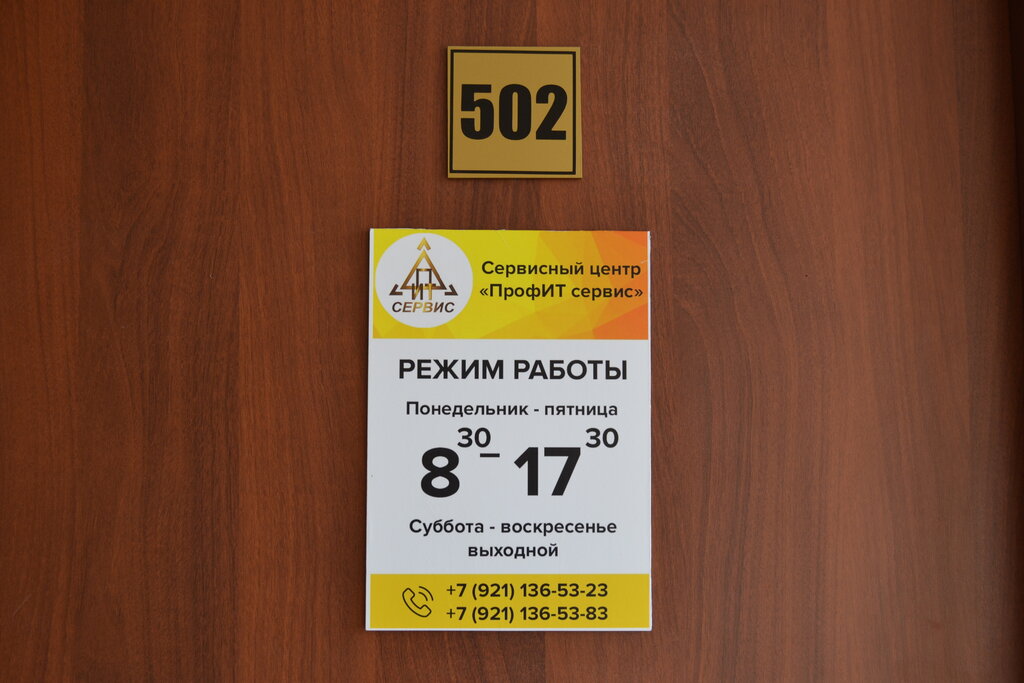 502
ИТ
СЕРВИС
Сервисный центр
«ПрофИТ сервис»
РЕЖИМ РАБОТЫ
Понедельник - пятница
8 30 – 17 30
Суббота - воскресенье
выходной
+7 (921) 136-53-23
+7 (921) 136-53-83